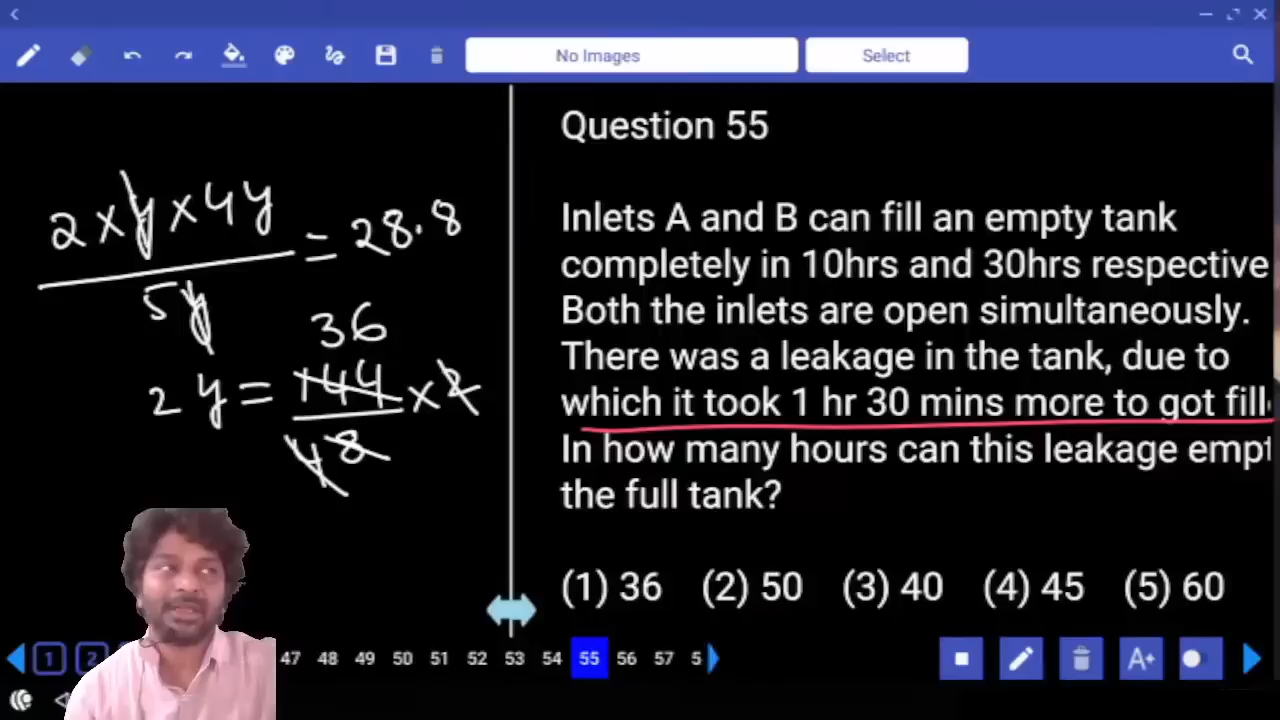 No Images
Select
2 × y × 4y
5y
= 28.8
36
2y = 144 × 2
48
Question 55
Inlets A and B can fill an empty tank
completely in 10hrs and 30hrs respective
Both the inlets are open simultaneously.
There was a leakage in the tank, due to
which it took 1 hr 30 mins more to got fill
In how many hours can this leakage empt
the full tank?
(1) 36 (2) 50 (3) 40 (4) 45 (5) 60
1 2 47 48 49 50 51 52 53 54 55 56 57 5
A+